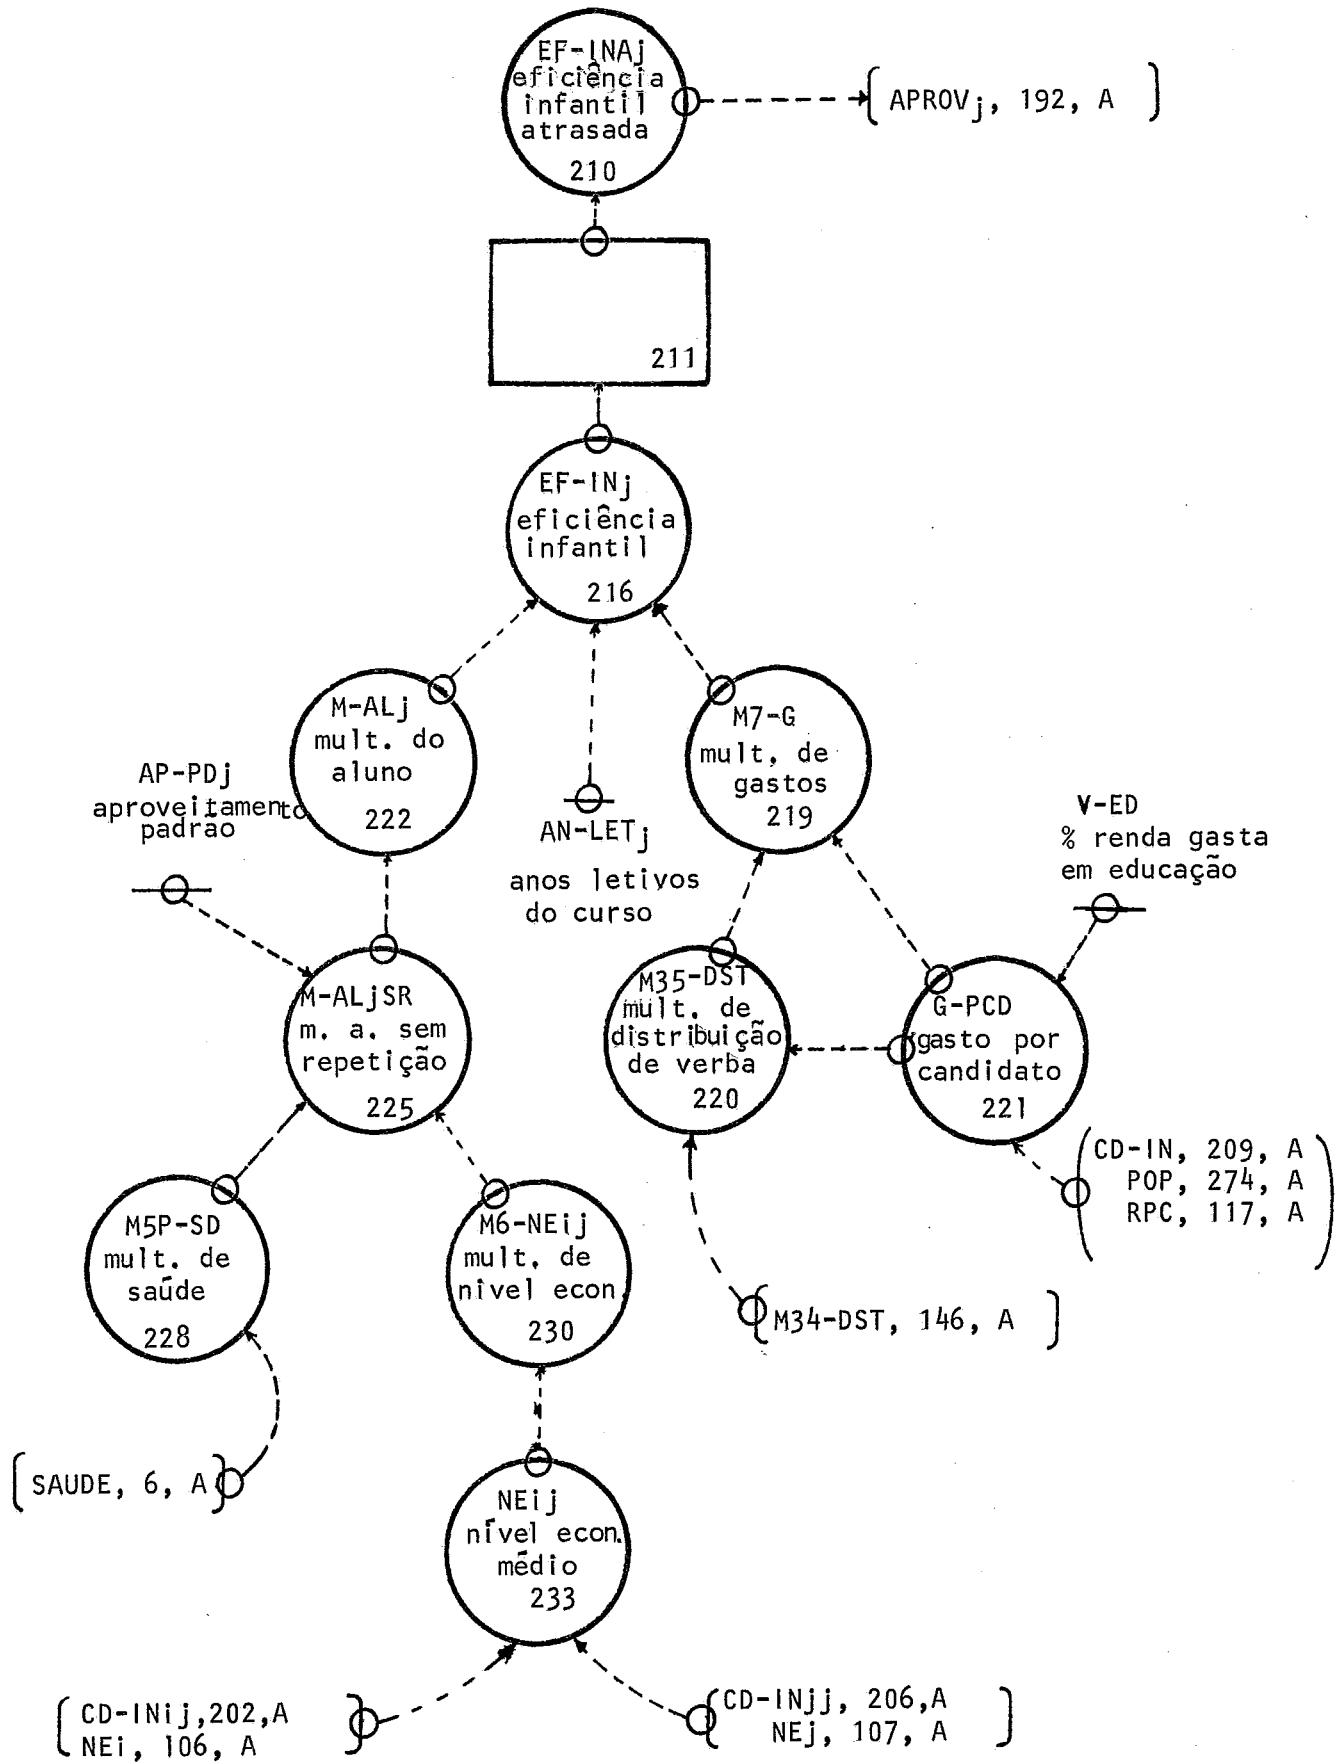 EF-INAj
eficiência
infantil
atrasada
210
APROVj, 192, A
211
EF-INj
eficiência
infantil
216
M-ALj
mult. do
aluno
222
M7-G
mult. de
gastos
219
AP-PDj
aproveitamento
padrão
AN-LETj
anos letivos
do curso
V-ED
% renda gasta
em educação
M-ALjSR
m. a. sem
repetição
225
M35-DST
mult. de
distribuição
de verba
220
G-PCD
gasto por
candidato
221
CD-IN, 209, A
POP, 274, A
RPC, 117, A
M5P-SD
mult. de
saúde
228
M6-NEij
mult. de
nivel econ.
230
M34-DST, 146, A
SAUDE, 6, A
NEij
nível econ.
médio
233
CD-INij,202,A
NEi, 106, A
CD-INjj, 206,A
NEj, 107, A